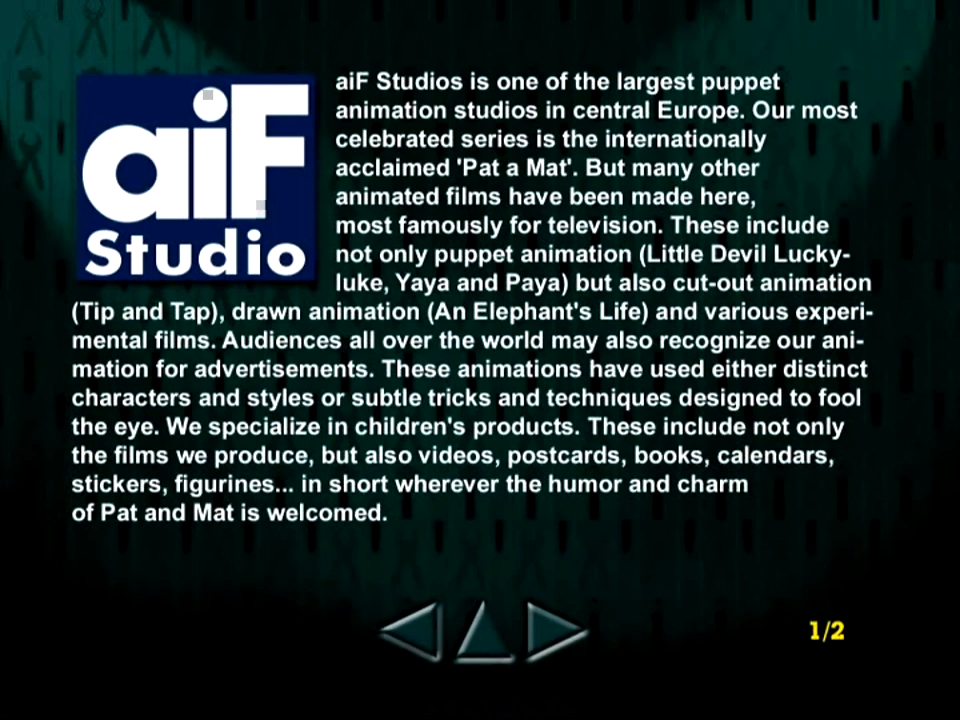 aiF
Studio
aiF Studios is one of the largest puppet
animation studios in central Europe. Our most
celebrated series is the internationally
acclaimed 'Pat a Mat'. But many other
animated films have been made here,
most famously for television. These include
not only puppet animation (Little Devil Lucky-
luke, Yaya and Paya) but also cut-out animation
(Tip and Tap), drawn animation (An Elephant's Life) and various experi-
mental films. Audiences all over the world may also recognize our ani-
mation for advertisements. These animations have used either distinct
characters and styles or subtle tricks and techniques designed to fool
the eye. We specialize in children's products. These include not only
the films we produce, but also videos, postcards, books, calendars,
stickers, figurines... in short wherever the humor and charm
of Pat and Mat is welcomed.
1/2